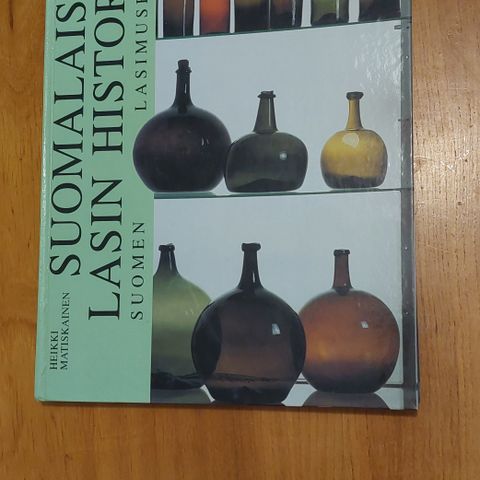 HEIKKI
MATISKAINEN
SUOMALAIS
LASIN HISTOR
SUOMEN LASIMUSE